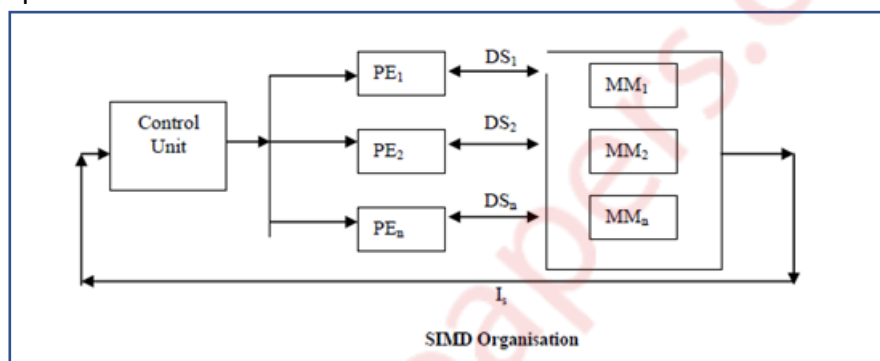 DS₁
PE₁
MM₁
Control
Unit
DS₂
PE₂
MM₂
DSₙ
PEₙ
MMₙ
Iₛ
SIMD Organisation